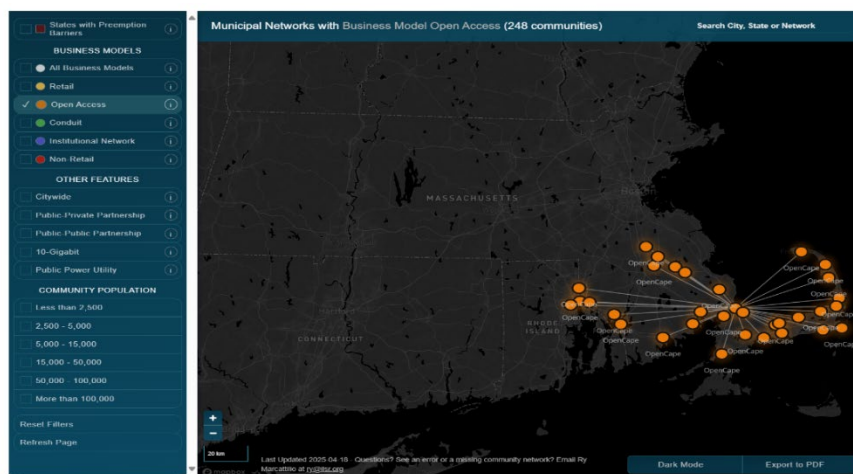 States with Preemption
Barriers
BUSINESS MODELS
All Business Models
Retail
Open Access
Conduit
Institutional Network
Non-Retail
OTHER FEATURES
Citywide
Public-Private Partnership
Public-Public Partnership
10-Gigabit
Public Power Utility
COMMUNITY POPULATION
Less than 2,500
2,500 - 5,000
5,000 - 15,000
15,000 - 50,000
50,000 - 100,000
More than 100,000
Reset Filters
Refresh Page
Municipal Networks with Business Model Open Access (248 communities)
Search City, State or Network
MASSACHUSETTS
Boston
OpenCape
OpenCape
OpenCape
OpenCape
OpenCape
OpenCape
OpenCape
OpenCape
OpenCape
OpenCape
OpenCape
OpenCape
OpenCape
OpenCape
Hartford
CONNECTICUT
RHODE
ISLAND
+
−
20 km
mapbox
Last Updated 2025-04-18 - Questions? See an error or a missing community network? Email Ry
Marcattilio at ry@ilsr.org
Dark Mode
Export to PDF